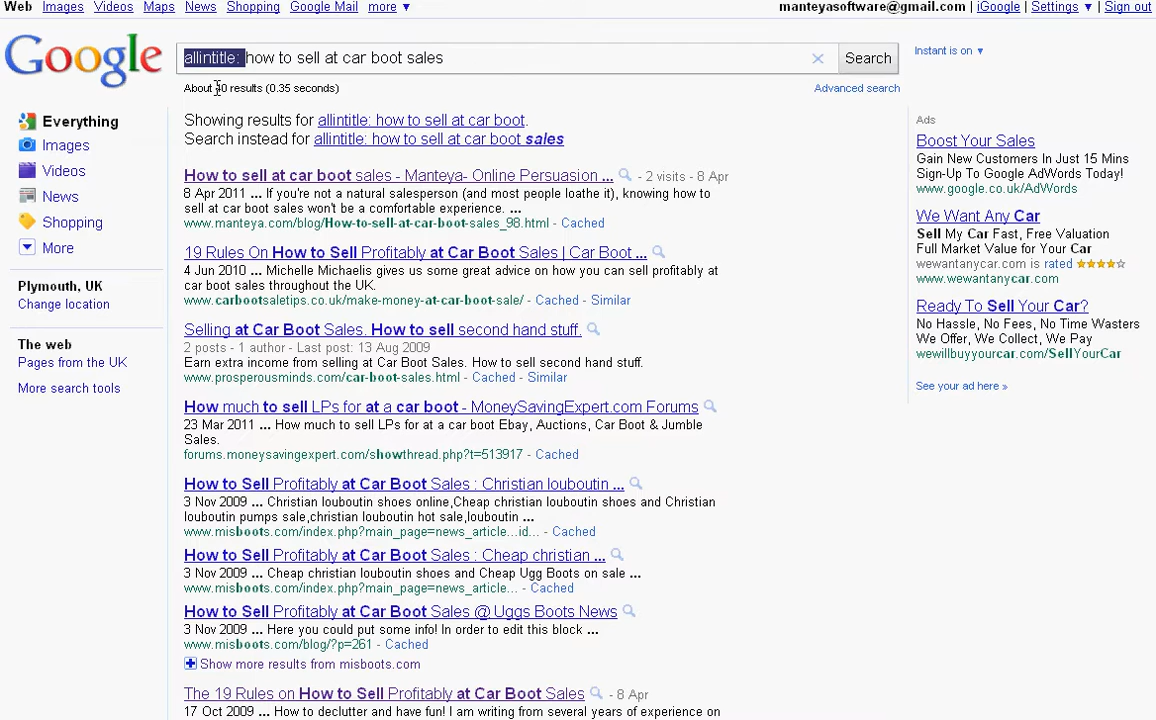 Web Images Videos Maps News Shopping Google Mail more ▼
manteyasoftware@gmail.com | iGoogle | Settings ▼ | Sign out
Google
allintitle: how to sell at car boot sales
Search
Instant is on ▼
About 40 results (0.35 seconds)
Advanced search
Everything
Images
Videos
News
Shopping
More
Plymouth, UK
Change location
The web
Pages from the UK
More search tools
Showing results for allintitle: how to sell at car boot.
Search instead for allintitle: how to sell at car boot sales
How to sell at car boot sales - Manteya- Online Persuasion ... - 2 visits - 8 Apr
8 Apr 2011 ... If you're not a natural salesperson (and most people loathe it), knowing how to
sell at car boot sales won't be a comfortable experience. ...
www.manteya.com/blog/How-to-sell-at-car-boot-sales_98.html - Cached
19 Rules On How to Sell Profitably at Car Boot Sales | Car Boot ...
4 Jun 2010 ... Michelle Michaelis gives us some great advice on how you can sell profitably at
car boot sales throughout the UK.
www.carbootsaletips.co.uk/make-money-at-car-boot-sale/ - Cached - Similar
Selling at Car Boot Sales. How to sell second hand stuff.
2 posts - 1 author - Last post: 13 Aug 2009
Earn extra income from selling at Car Boot Sales. How to sell second hand stuff.
www.prosperousminds.com/car-boot-sales.html - Cached - Similar
How much to sell LPs for at a car boot - MoneySavingExpert.com Forums
23 Mar 2011 ... How much to sell LPs for at a car boot Ebay, Auctions, Car Boot & Jumble
Sales.
forums.moneysavingexpert.com/showthread.php?t=513917 - Cached
How to Sell Profitably at Car Boot Sales : Christian louboutin ...
3 Nov 2009 ... Christian louboutin shoes online,Cheap christian louboutin shoes and Christian
louboutin pumps sale,christian louboutin hot sale,louboutin ...
www.misboots.com/index.php?main_page=news_article...id... - Cached
How to Sell Profitably at Car Boot Sales : Cheap christian ...
3 Nov 2009 ... Cheap christian louboutin shoes and Cheap Ugg Boots on sale ...
www.misboots.com/index.php?main_page=news_article... - Cached
How to Sell Profitably at Car Boot Sales @ Uggs Boots News
3 Nov 2009 ... Here you could put some info! In order to edit this block ...
www.misboots.com/blog/?p=261 - Cached
Show more results from misboots.com
The 19 Rules on How to Sell Profitably at Car Boot Sales - 8 Apr
17 Oct 2009 ... How to declutter and have fun! I am writing from several years of experience on
Ads
Boost Your Sales
Gain New Customers In Just 15 Mins
Sign-Up To Google AdWords Today!
www.google.co.uk/AdWords
We Want Any Car
Sell My Car Fast, Free Valuation
Full Market Value for Your Car
wewantanycar.com is rated
www.wewantanycar.com
Ready To Sell Your Car?
No Hassle, No Fees, No Time Wasters
We Offer, We Collect, We Pay
wewillbuyyourcar.com/SellYourCar
See your ad here »